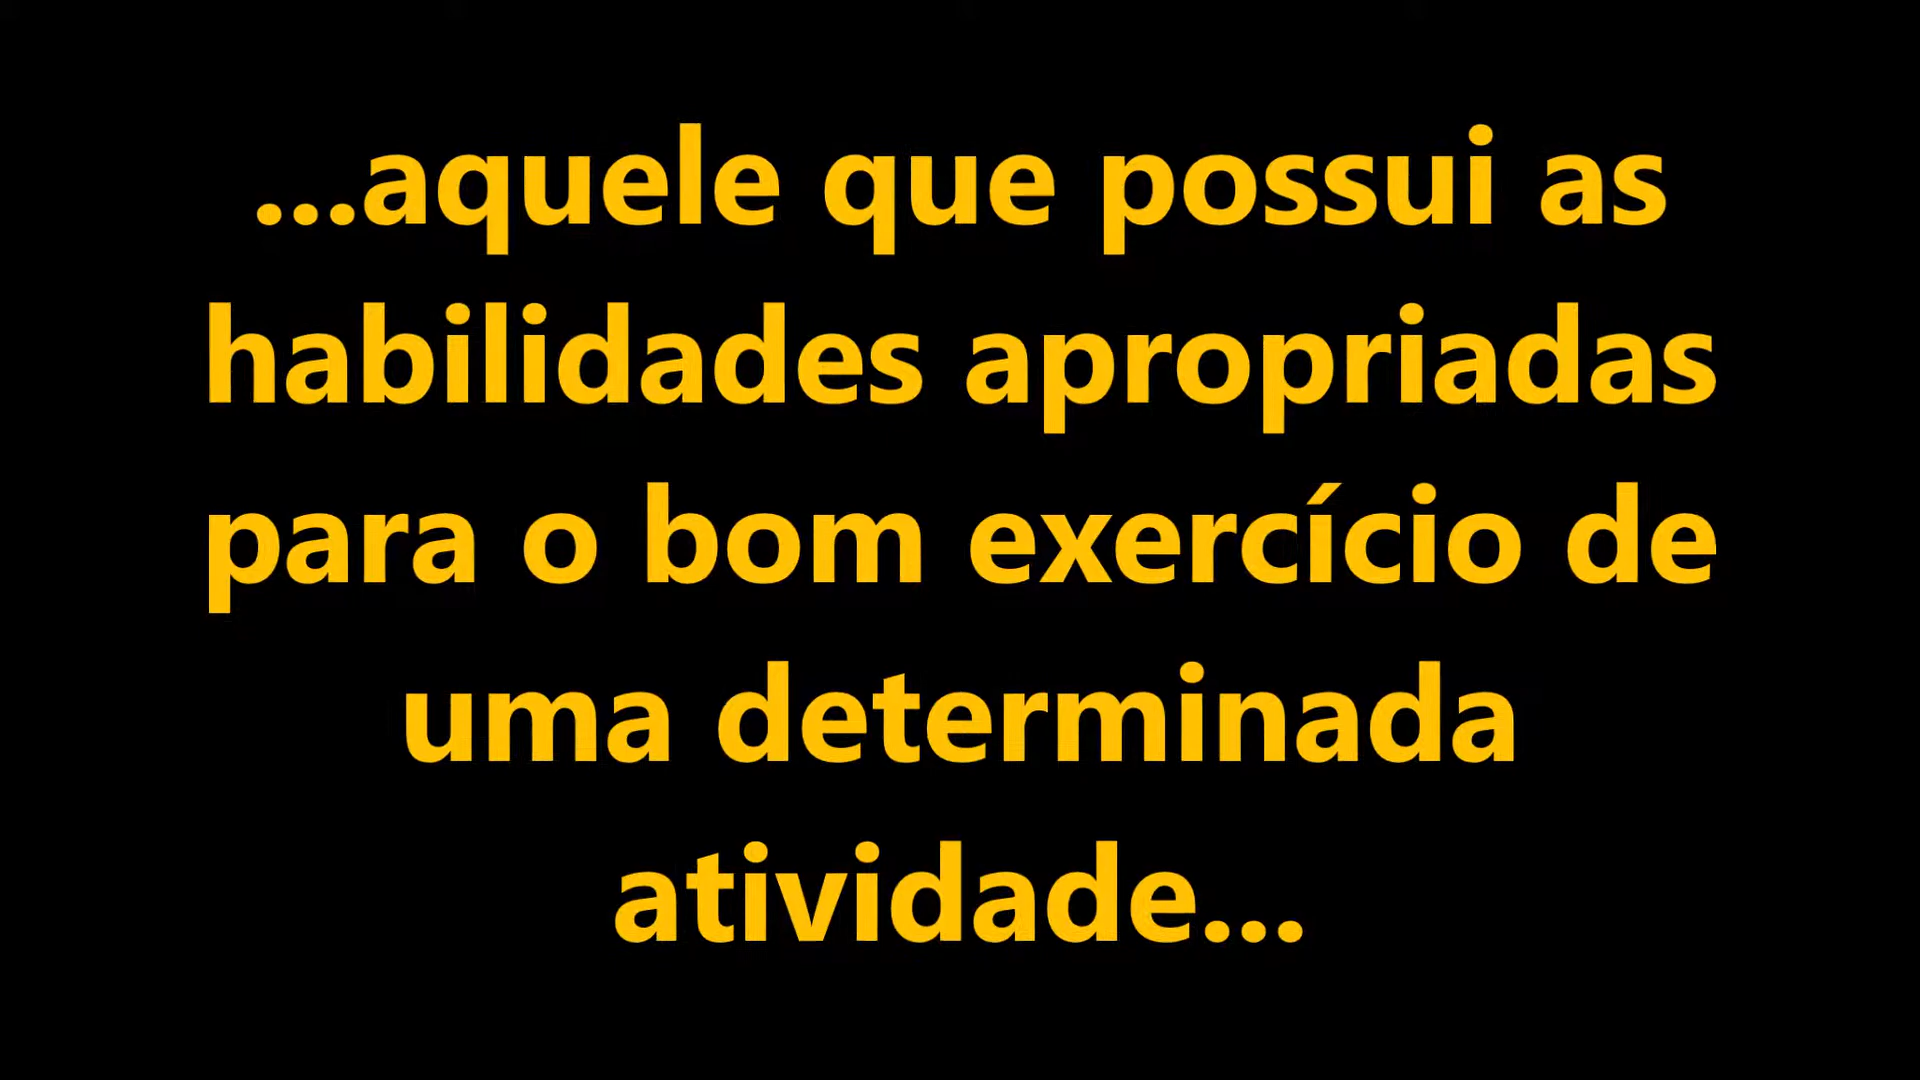 ...aquele que possui as
habilidades apropriadas
para o bom exercício de
uma determinada
atividade...